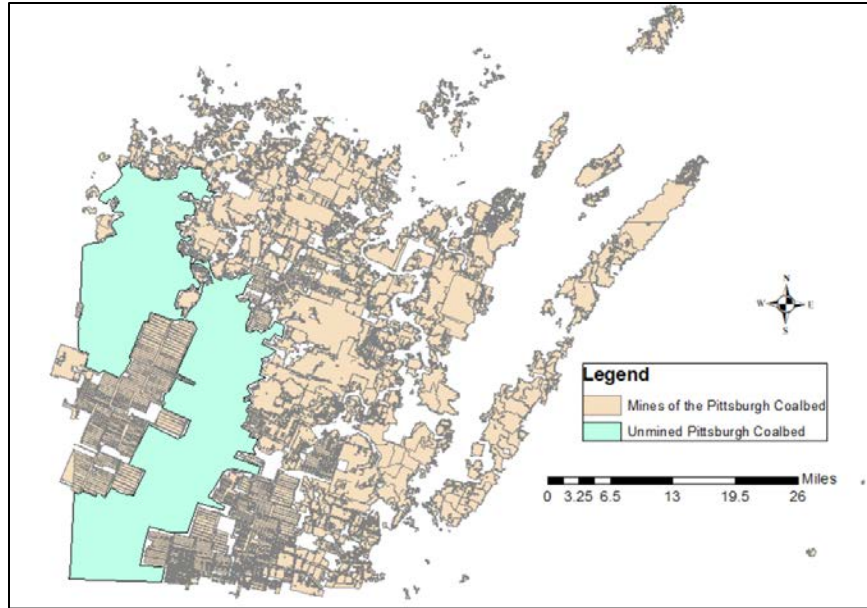 N
W E
S
Legend
Mines of the Pittsburgh Coalbed
Unmined Pittsburgh Coalbed
Miles
0 3.25 6.5 13 19.5 26